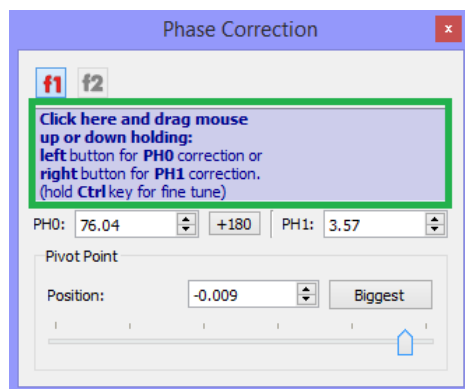 Phase Correction
x
f1 f2
Click here and drag mouse
up or down holding:
left button for PH0 correction or
right button for PH1 correction.
(hold Ctrl key for fine tune)
PH0: 76.04 +180 PH1: 3.57
Pivot Point
Position: -0.009 Biggest